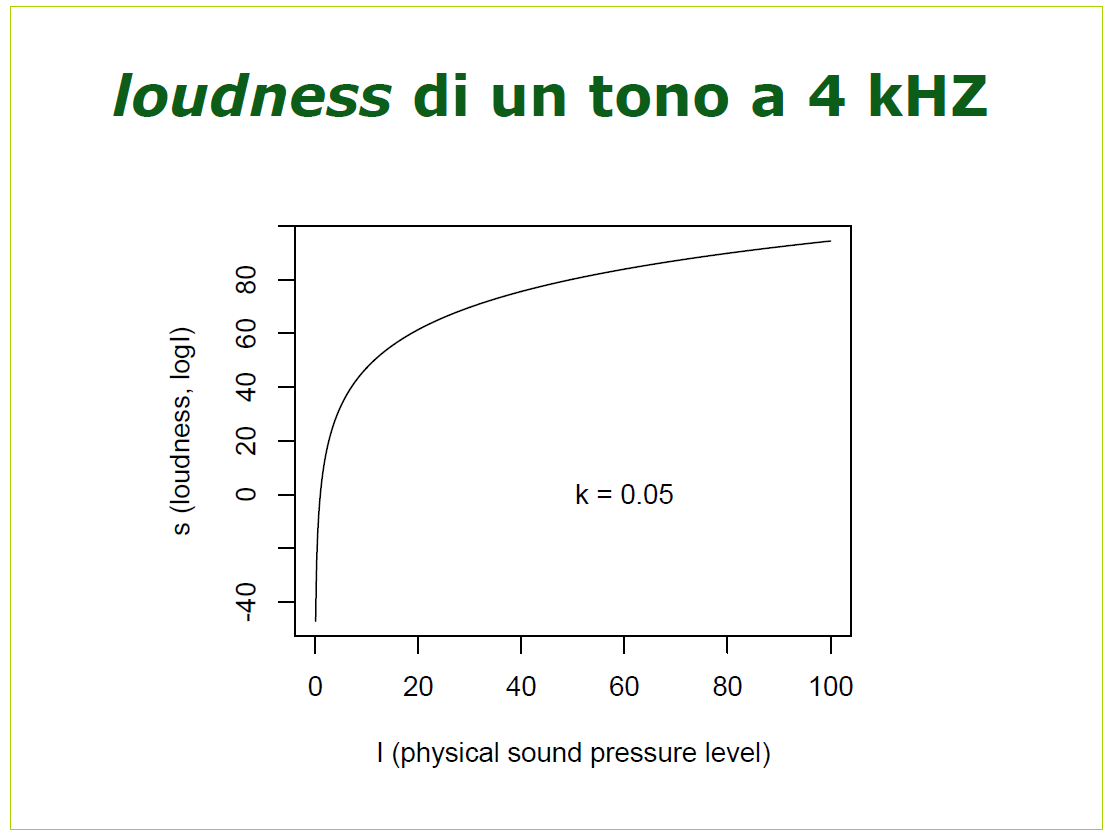 loudness di un tono a 4 kHZ
80
60
40
20
0
-40
s (loudness, logI)
k = 0.05
0 20 40 60 80 100
I (physical sound pressure level)